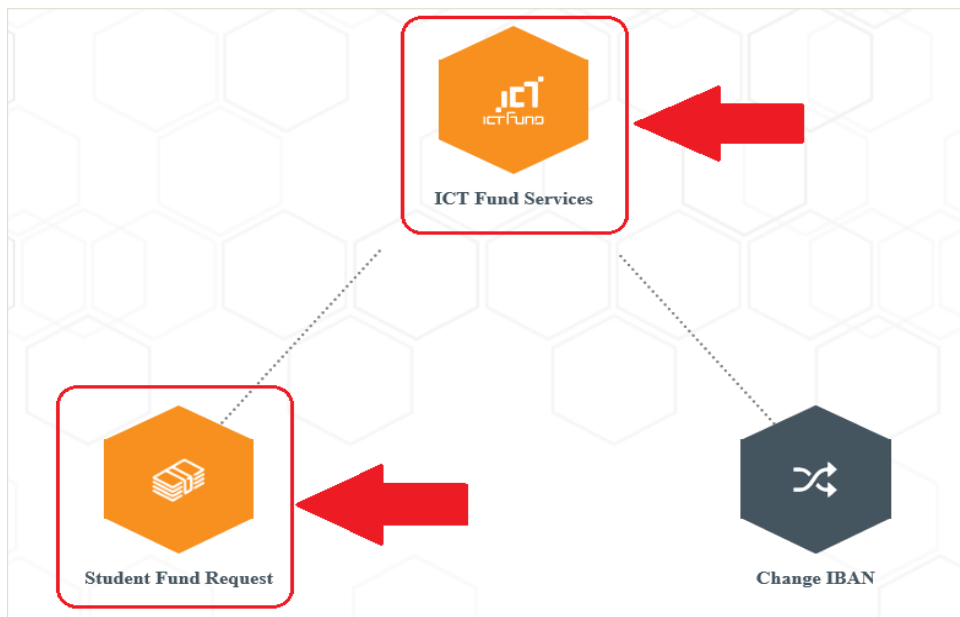 ICT
ICT Fund
ICT Fund Services
Student Fund Request
Change IBAN